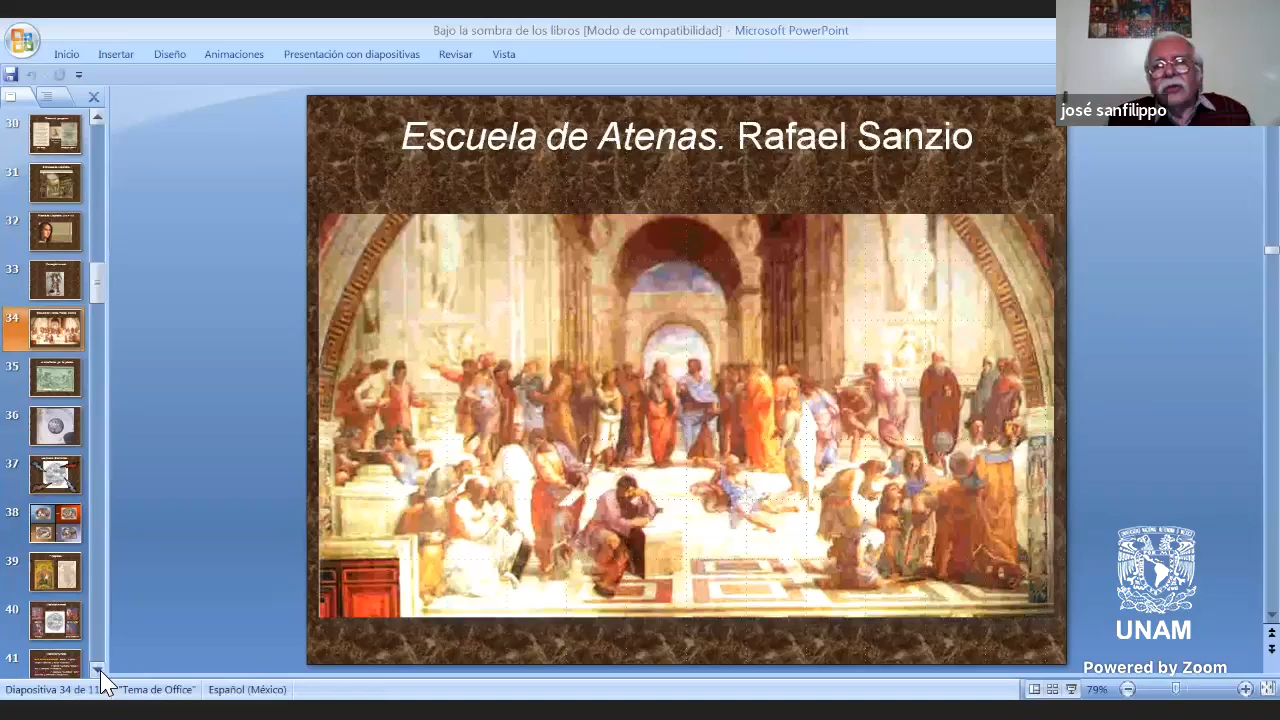 Bajo la sombra de los libros [Modo de compatibilidad] - Microsoft PowerPoint
Inicio Insertar Diseño Animaciones Presentación con diapositivas Revisar Vista
josé sanfilippo
Escuela de Atenas. Rafael Sanzio
30
31
32
33
34
35
36
37
38
39
40
41
UNAM
Powered by Zoom
Diapositiva 34 de 11 "Tema de Office" Español (México) 79%